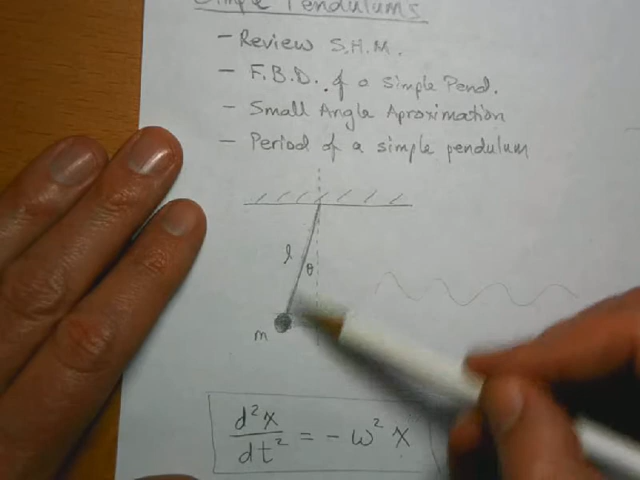 Simple Pendulums
- Review S.H.M.
- F.B.D. of a Simple Pend.
- Small Angle Aproximation
- Period of a simple pendulum
l
θ
m
d²x/dt² = - ω² x